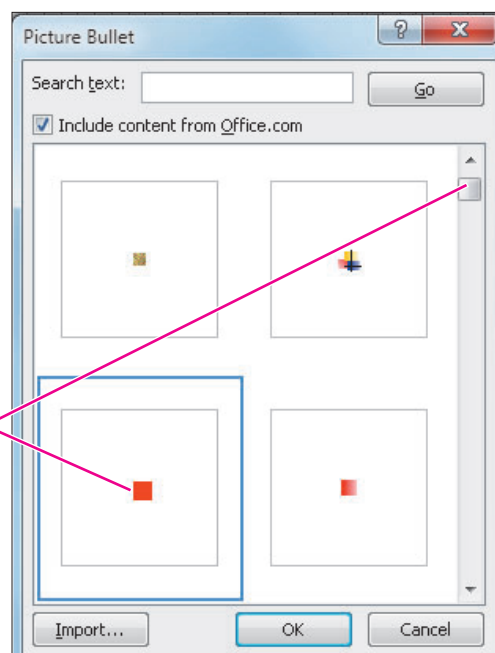 Picture Bullet
Search text: Go
Include content from Office.com
Import... OK Cancel